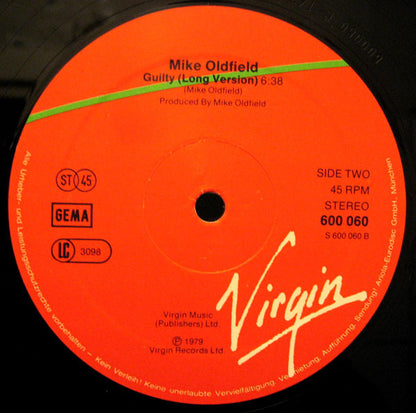 Mike Oldfield
Guilty (Long Version) 6:38
(Mike Oldfield)
Produced By Mike Oldfield
ST 45
GEMA
LC 3098
SIDE TWO
45 RPM
STEREO
600 060
S 600 060 B
Virgin Music
(Publishers) Ltd.
℗ 1979
Virgin Records Ltd.
Virgin
Alle Urheber- und Leistungsschutzrechte vorbehalten – Kein Verleih! Keine unerlaubte Vervielfältigung, Vermietung, Aufführung, Sendung! Ariola-Eurodisc GmbH, München